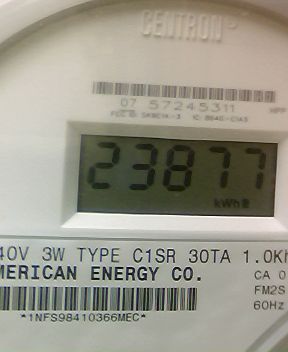 CENTRON
07 57245311
23877
kWh
40V 3W TYPE C1SR 30TA 1.0Kh
MERICAN ENERGY CO.
CA 0
FM2S
60Hz
*1NFS98410366MEC*